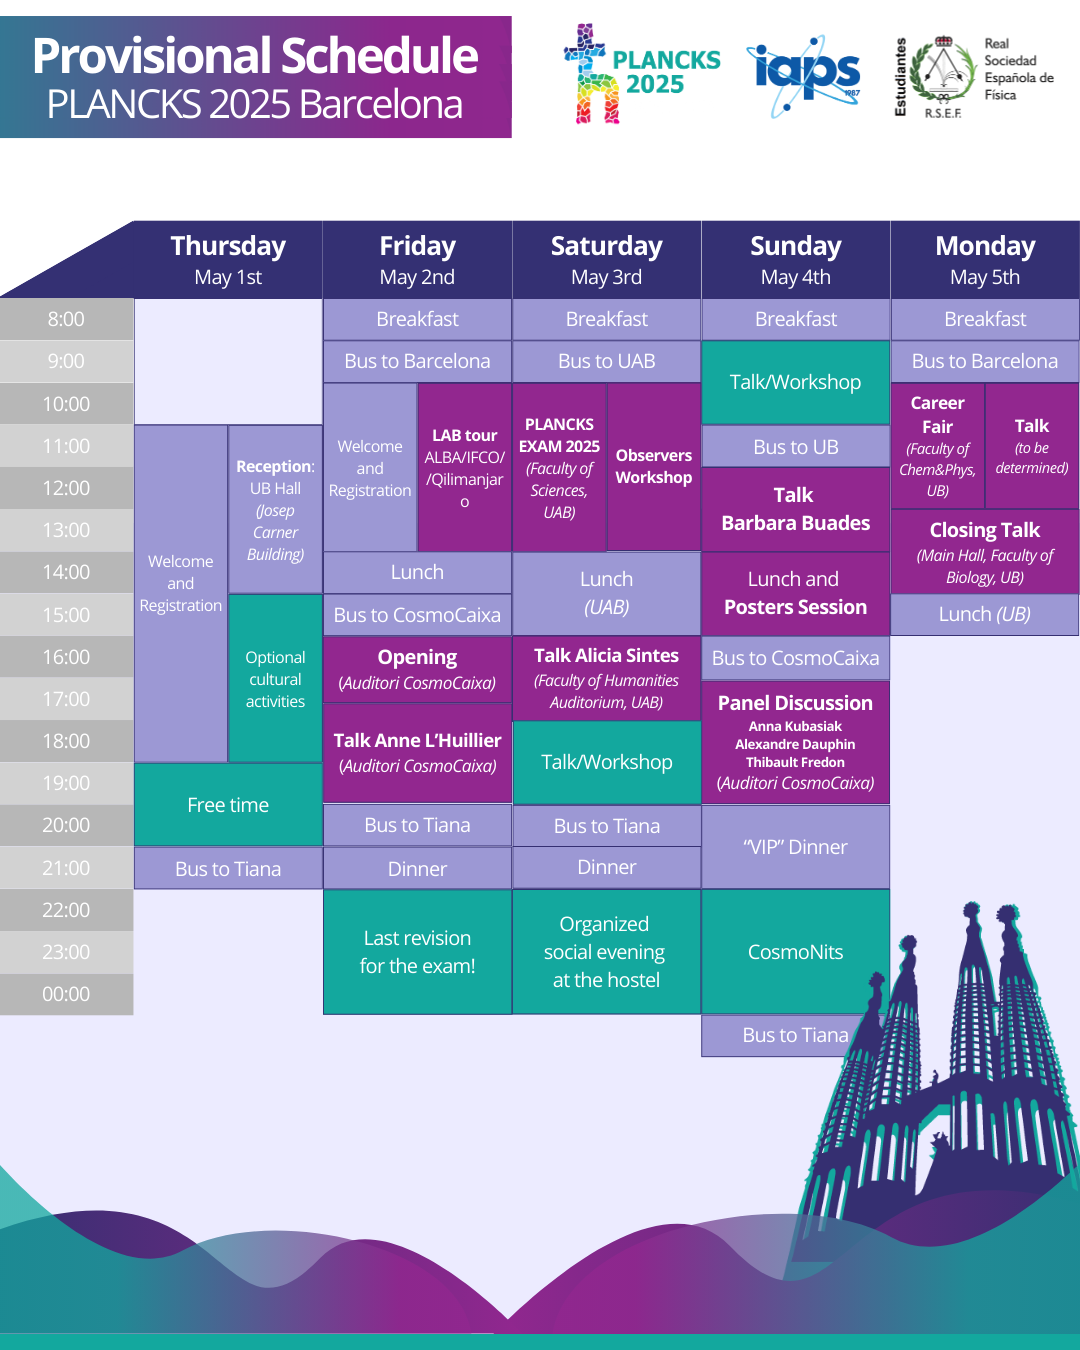 Provisional Schedule
PLANCKS 2025 Barcelona
PLANCKS
2025
iaps
1987
Estudiantes
R.S.E.F.
Real
Sociedad
Española de
Física
Thursday
May 1st
Friday
May 2nd
Saturday
May 3rd
Sunday
May 4th
Monday
May 5th
8:00
9:00
10:00
11:00
12:00
13:00
14:00
15:00
16:00
17:00
18:00
19:00
20:00
21:00
22:00
23:00
00:00
Welcome
and
Registration
Reception:
UB Hall
(Josep
Carner
Building)
Optional
cultural
activities
Free time
Bus to Tiana
Breakfast
Bus to Barcelona
Welcome
and
Registration
LAB tour
ALBA/IFCO/
/Qilimanjar
o
Lunch
Bus to CosmoCaixa
Opening
(Auditori CosmoCaixa)
Talk Anne L’Huillier
(Auditori CosmoCaixa)
Bus to Tiana
Dinner
Last revision
for the exam!
Breakfast
Bus to UAB
PLANCKS
EXAM 2025
(Faculty of
Sciences,
UAB)
Observers
Workshop
Lunch
(UAB)
Talk Alicia Sintes
(Faculty of Humanities
Auditorium, UAB)
Talk/Workshop
Bus to Tiana
Dinner
Organized
social evening
at the hostel
Breakfast
Talk/Workshop
Bus to UB
Talk
Barbara Buades
Lunch and
Posters Session
Bus to CosmoCaixa
Panel Discussion
Anna Kubasiak
Alexandre Dauphin
Thibault Fredon
(Auditori CosmoCaixa)
“VIP” Dinner
CosmoNits
Bus to Tiana
Breakfast
Bus to Barcelona
Career
Fair
(Faculty of
Chem&Phys,
UB)
Talk
(to be
determined)
Closing Talk
(Main Hall, Faculty of
Biology, UB)
Lunch (UB)